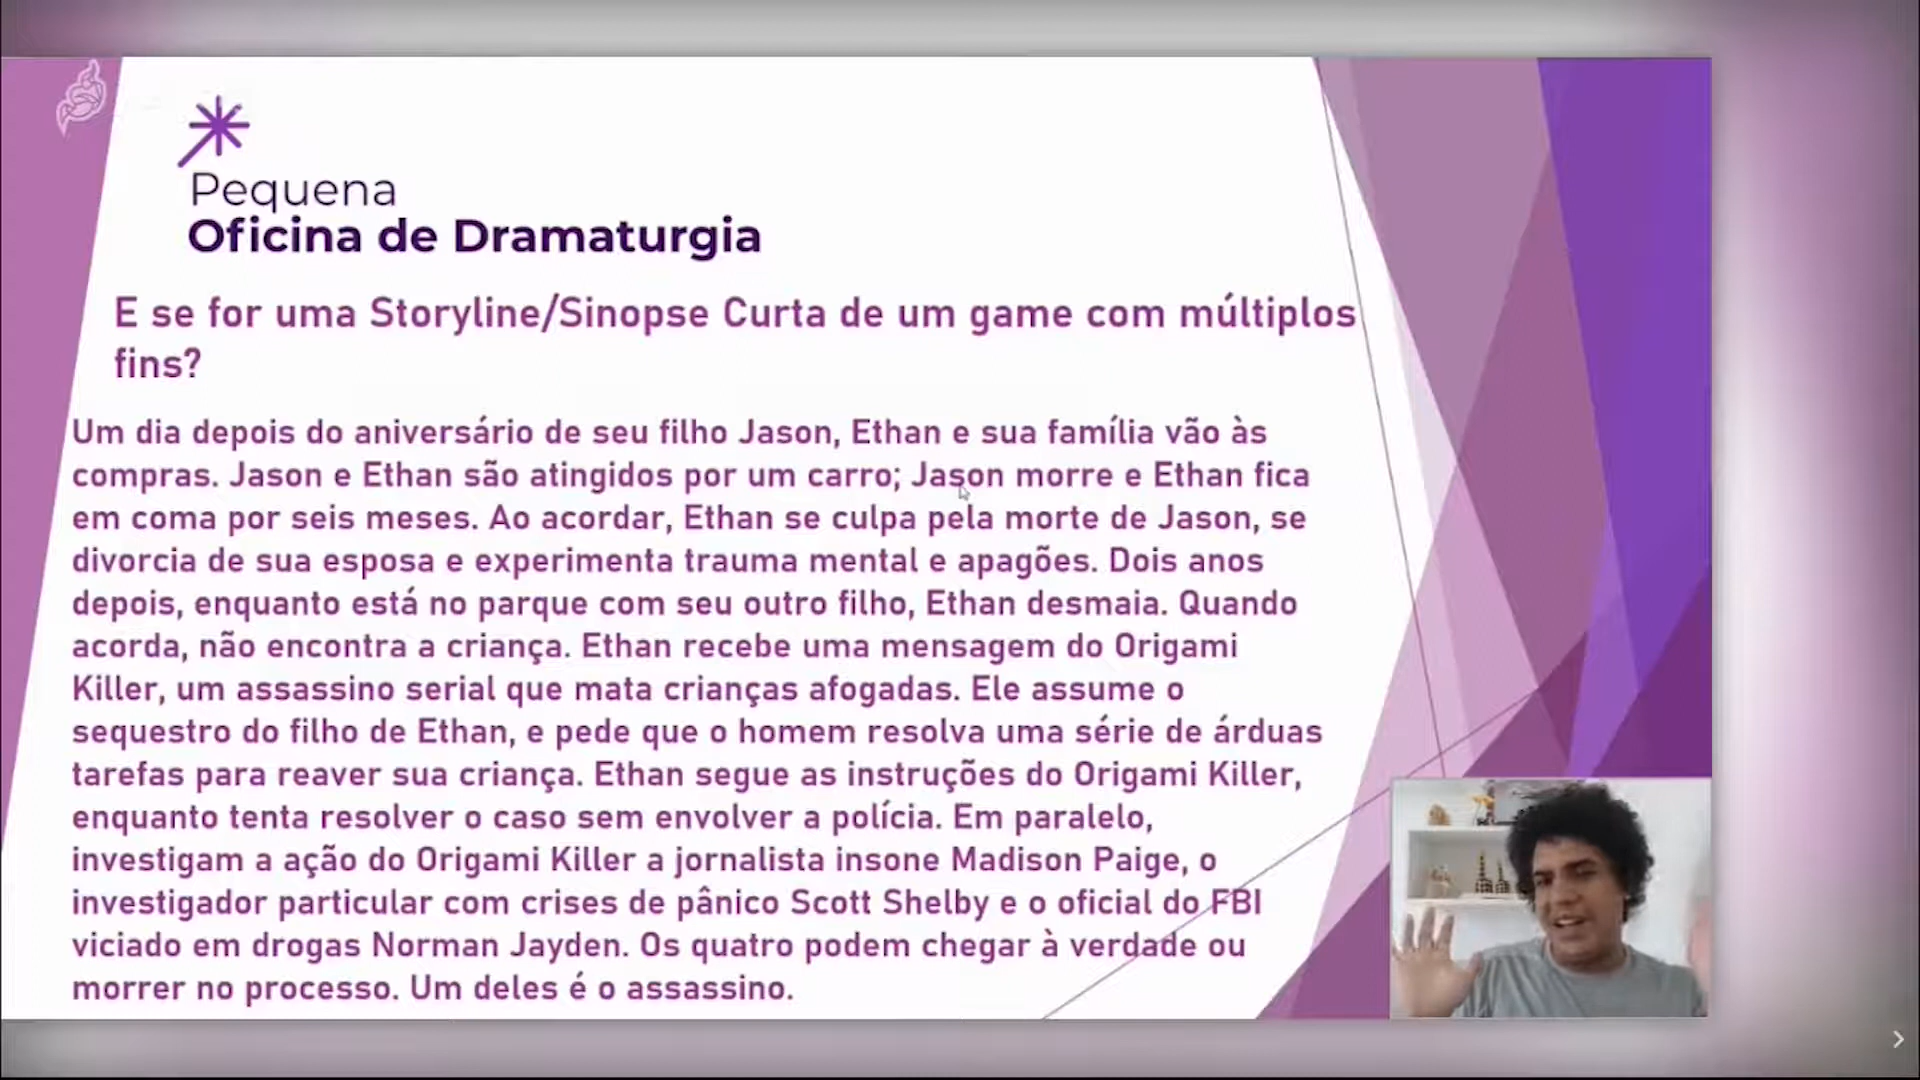 Pequena
Oficina de Dramaturgia
E se for uma Storyline/Sinopse Curta de um game com múltiplos
fins?
Um dia depois do aniversário de seu filho Jason, Ethan e sua família vão às
compras. Jason e Ethan são atingidos por um carro; Jason morre e Ethan fica
em coma por seis meses. Ao acordar, Ethan se culpa pela morte de Jason, se
divorcia de sua esposa e experimenta trauma mental e apagões. Dois anos
depois, enquanto está no parque com seu outro filho, Ethan desmaia. Quando
acorda, não encontra a criança. Ethan recebe uma mensagem do Origami
Killer, um assassino serial que mata crianças afogadas. Ele assume o
sequestro do filho de Ethan, e pede que o homem resolva uma série de árduas
tarefas para reaver sua criança. Ethan segue as instruções do Origami Killer,
enquanto tenta resolver o caso sem envolver a polícia. Em paralelo,
investigam a ação do Origami Killer a jornalista insone Madison Paige, o
investigador particular com crises de pânico Scott Shelby e o oficial do FBI
viciado em drogas Norman Jayden. Os quatro podem chegar à verdade ou
morrer no processo. Um deles é o assassino.